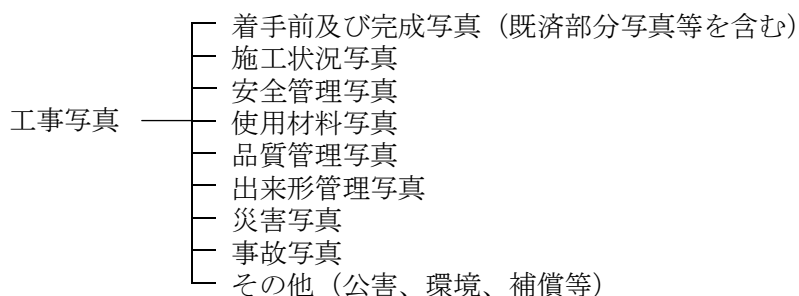 着手前及び完成写真（既済部分写真等を含む）
施工状況写真
安全管理写真
工事写真
使用材料写真
品質管理写真
出来形管理写真
災害写真
事故写真
その他（公害、環境、補償等）